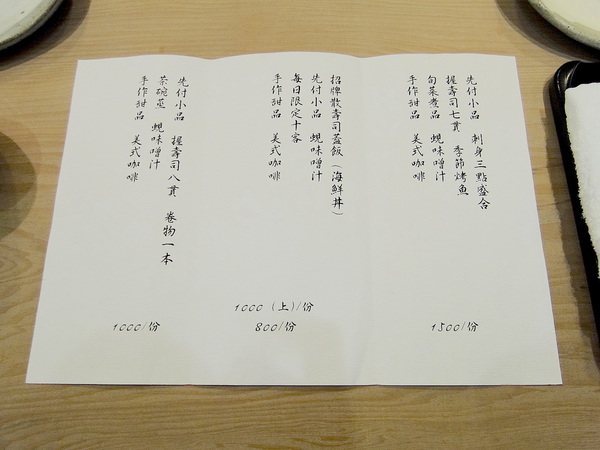 先付小品 刺身三點盛合
握壽司七貫 季節烤魚
旬菜煮品 蜆味噌汁
手作甜品 美式咖啡
1500/份
招牌散壽司蓋飯(海鮮丼)
先付小品 蜆味噌汁
每日限定十客
手作甜品 美式咖啡
1000(上)/份
800/份
先付小品 握壽司八貫 卷物一本
茶碗蒸 蜆味噌汁
手作甜品 美式咖啡
1000/份